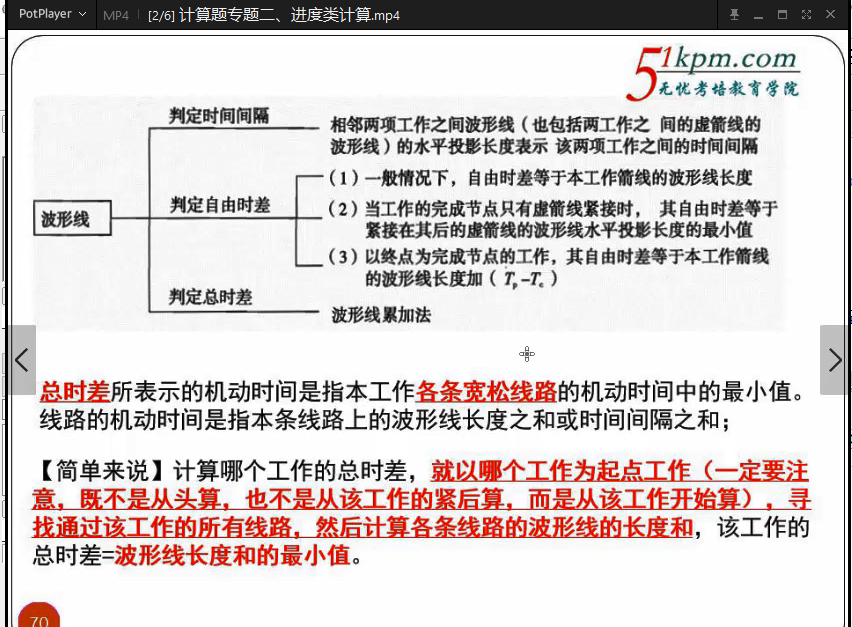 PotPlayer MP4 [2/6] 计算题专题二、进度类计算.mp4
51kpm.com
无忧考培教育学院
判定时间间隔
相邻两项工作之间波形线（也包括两工作之 间的虚箭线的
波形线）的水平投影长度表示 该两项工作之间的时间间隔
波形线
判定自由时差
（1）一般情况下，自由时差等于本工作箭线的波形线长度
（2）当工作的完成节点只有虚箭线紧接时， 其自由时差等于
紧接在其后的虚箭线的波形线水平投影长度的最小值
（3）以终点为完成节点的工作，其自由时差等于本工作箭线
的波形线长度加（ Tp-Tc ）
判定总时差
波形线累加法
总时差所表示的机动时间是指本工作各条宽松线路的机动时间中的最小值。
线路的机动时间是指本条线路上的波形线长度之和或时间间隔之和；
【简单来说】计算哪个工作的总时差，就以哪个工作为起点工作（一定要注
意，既不是从头算，也不是从该工作的紧后算，而是从该工作开始算），寻
找通过该工作的所有线路，然后计算各条线路的波形线的长度和，该工作的
总时差=波形线长度和的最小值。
70